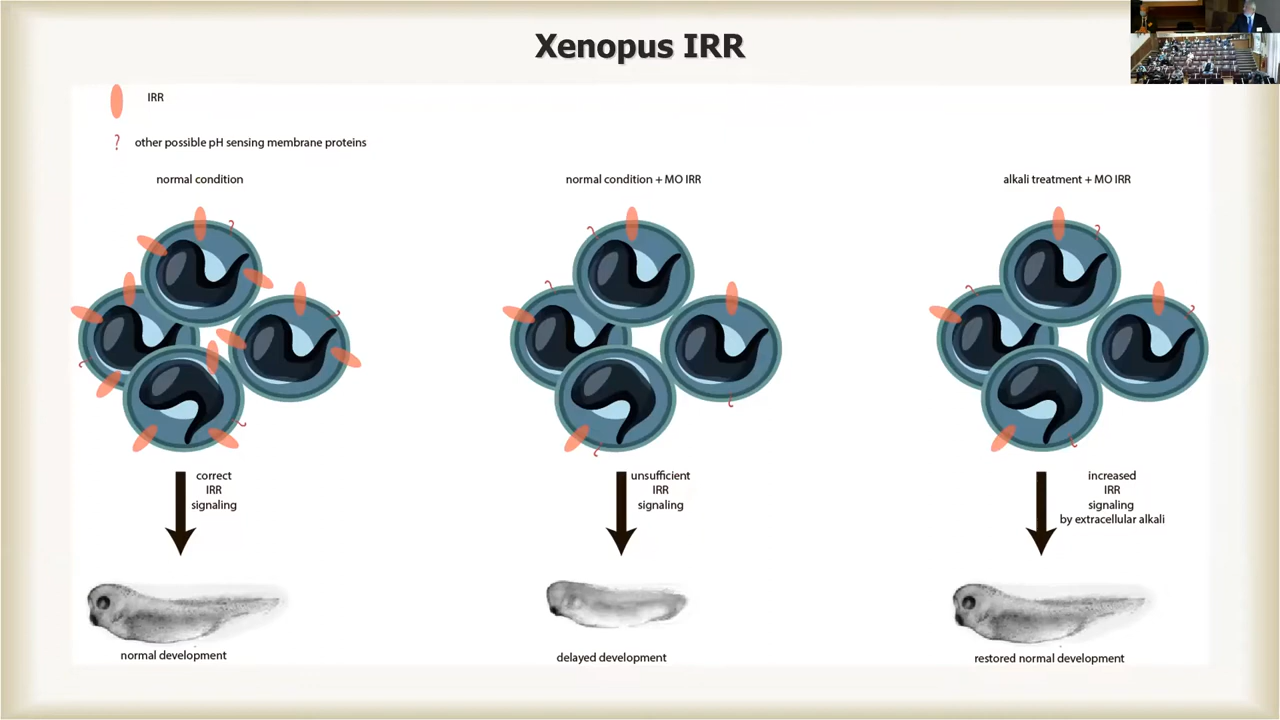 Xenopus IRR
IRR
? other possible pH sensing membrane proteins
normal condition
normal condition + MO IRR
alkali treatment + MO IRR
?
?
?
?
?
?
?
?
?
?
?
?
?
correct
IRR
signaling
unsufficient
IRR
signaling
increased
IRR
signaling
by extracellular alkali
normal development
delayed development
restored normal development